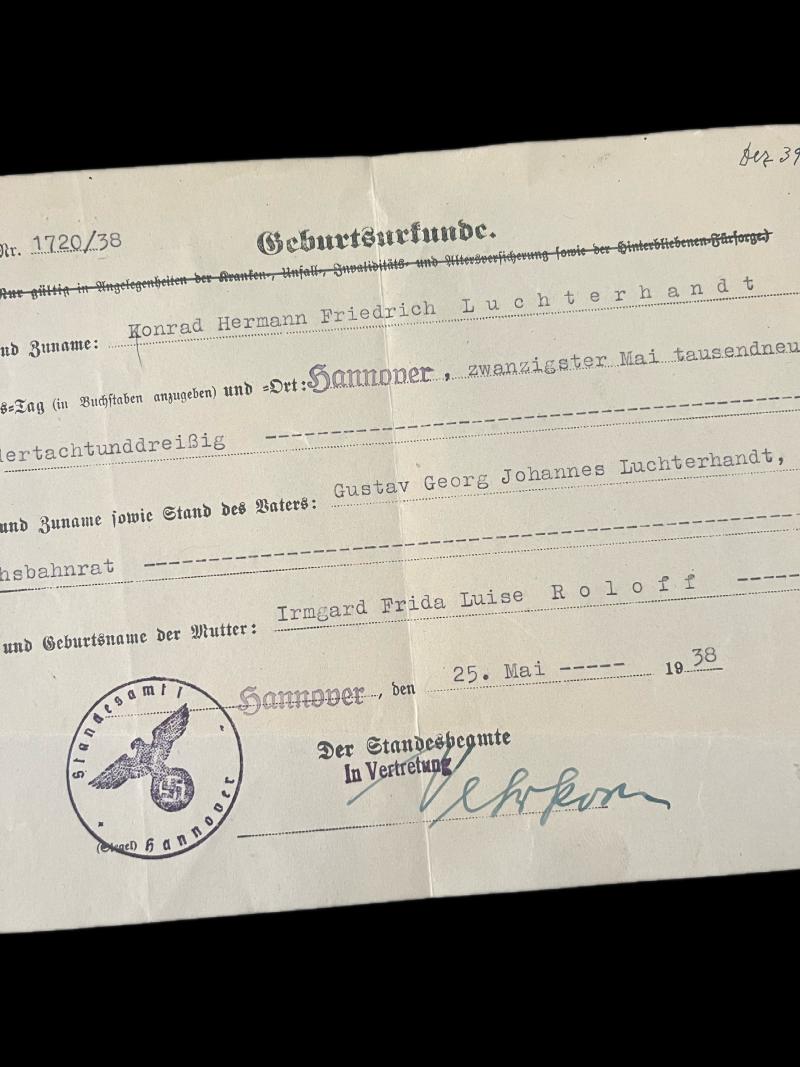 Dez 39
Nr. 1720/38
Geburtsurkunde.
Nur gültig in Angelegenheiten der Kranken-, Unfall-, Invaliditäts- und Altersversicherung sowie der Hinterbliebenen-Fürsorge.)
nd Zuname: Konrad Hermann Friedrich Luchterhandt
s=Tag (in Buchstaben anzugeben) und =Ort: Hannover, zwanzigster Mai tausendneu
dertachtunddreißig --------------------
und Zuname sowie Stand des Vaters: Gustav Georg Johannes Luchterhandt,
hsbahnrat --------------------
und Geburtsname der Mutter: Irmgard Frida Luise Roloff -----
Hannover, den 25. Mai ----- 1938
Der Standesbeamte
In Vertretung
(Siegel)
Standesamt I
Hannover